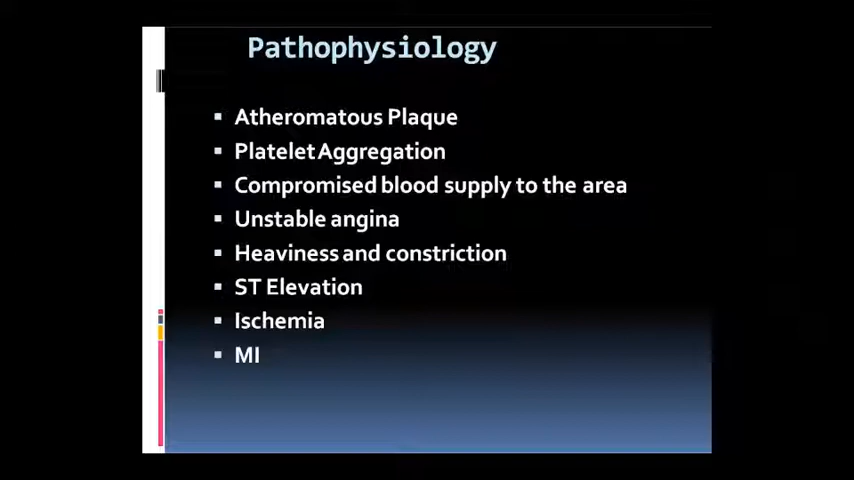 Pathophysiology
Atheromatous Plaque
Platelet Aggregation
Compromised blood supply to the area
Unstable angina
Heaviness and constriction
ST Elevation
Ischemia
MI